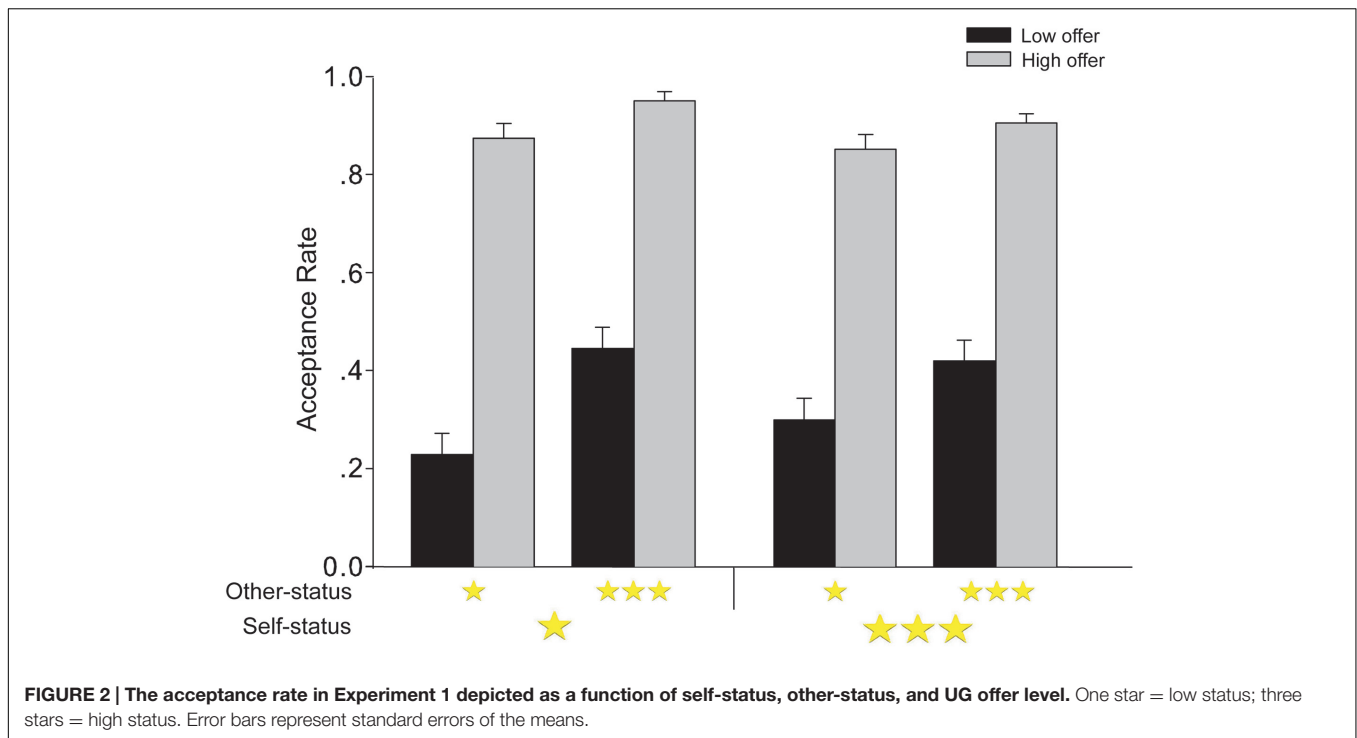 Low offer
High offer
1.0
.8
.6
.4
.2
0.0
Acceptance Rate
Other-status
Self-status
FIGURE 2 | The acceptance rate in Experiment 1 depicted as a function of self-status, other-status, and UG offer level. One star = low status; three
stars = high status. Error bars represent standard errors of the means.